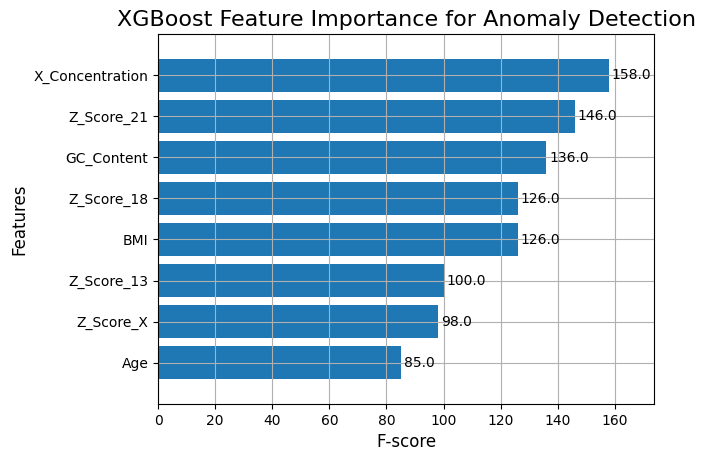 XGBoost Feature Importance for Anomaly Detection
X_Concentration 158.0
Z_Score_21 146.0
GC_Content 136.0
Z_Score_18 126.0
BMI 126.0
Z_Score_13 100.0
Z_Score_X 98.0
Age 85.0
Features
0 20 40 60 80 100 120 140 160
F-score